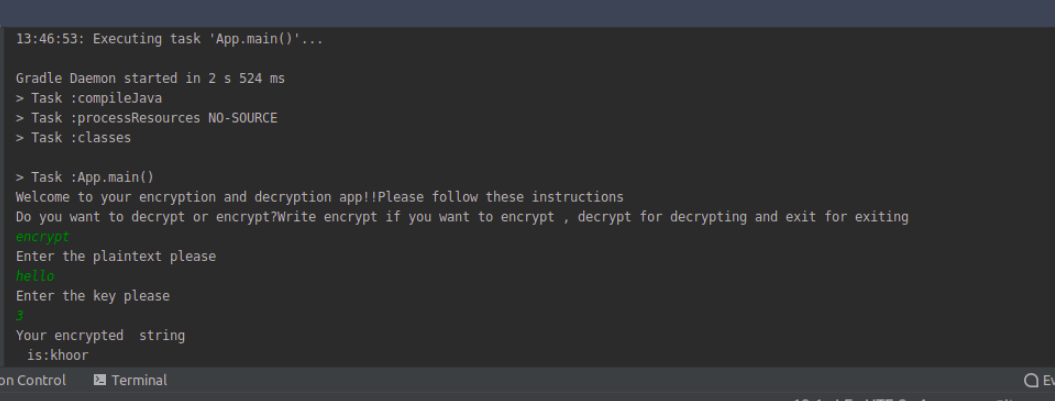 13:46:53: Executing task 'App.main()'...
Gradle Daemon started in 2 s 524 ms
> Task :compileJava
> Task :processResources NO-SOURCE
> Task :classes
> Task :App.main()
Welcome to your encryption and decryption app!!Please follow these instructions
Do you want to decrypt or encrypt?Write encrypt if you want to encrypt , decrypt for decrypting and exit for exiting
encrypt
Enter the plaintext please
hello
Enter the key please
3
Your encrypted  string
 is:khoor
on Control Terminal Ev